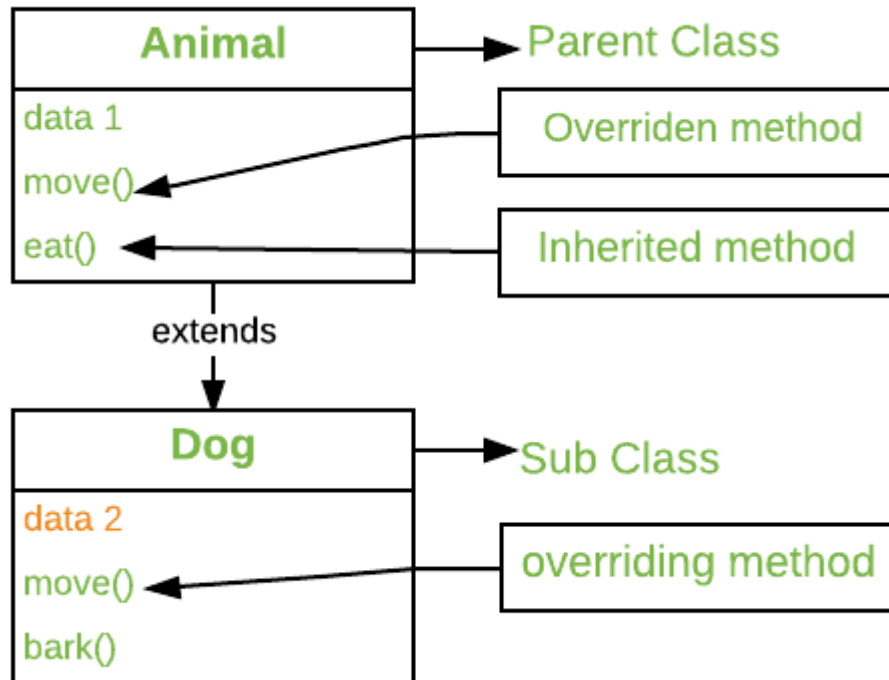 Animal
Parent Class
data 1
Overriden method
move()
eat()
Inherited method
extends
Dog
Sub Class
data 2
move()
overriding method
bark()